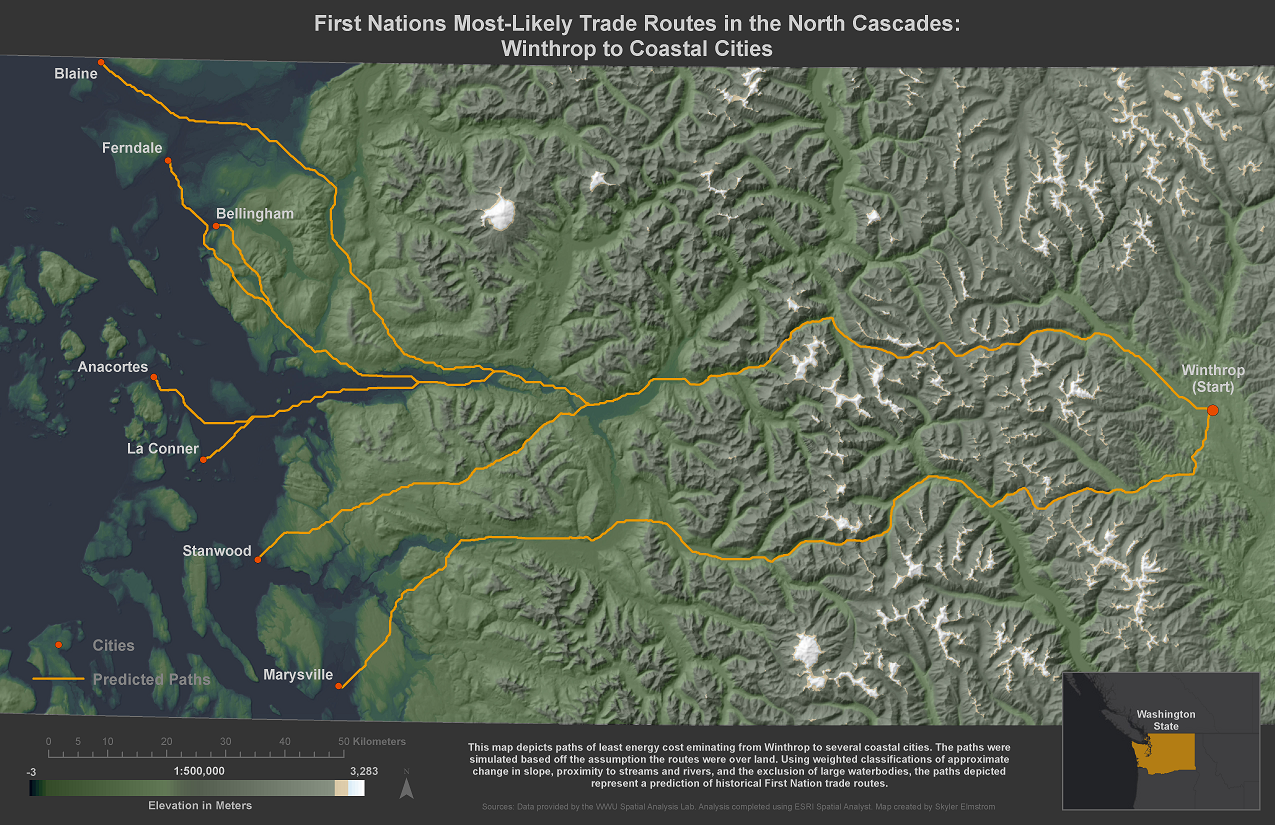 First Nations Most-Likely Trade Routes in the North Cascades:
Winthrop to Coastal Cities
Blaine
Ferndale
Bellingham
Anacortes
Winthrop
(Start)
La Conner
Stanwood
Marysville
Cities
Predicted Paths
Washington
State
0 5 10 20 30 40 50 Kilometers
-3 1:500,000 3,283
N
Elevation in Meters
This map depicts paths of least energy cost eminating from Winthrop to several coastal cities. The paths were
simulated based off the assumption the routes were over land. Using weighted classifications of approximate
change in slope, proximity to streams and rivers, and the exclusion of large waterbodies, the paths depicted
represent a prediction of historical First Nation trade routes.
Sources: Data provided by the WWU Spatial Analysis Lab. Analysis completed using ESRI Spatial Analyst. Map created by Skyler Elmstrom